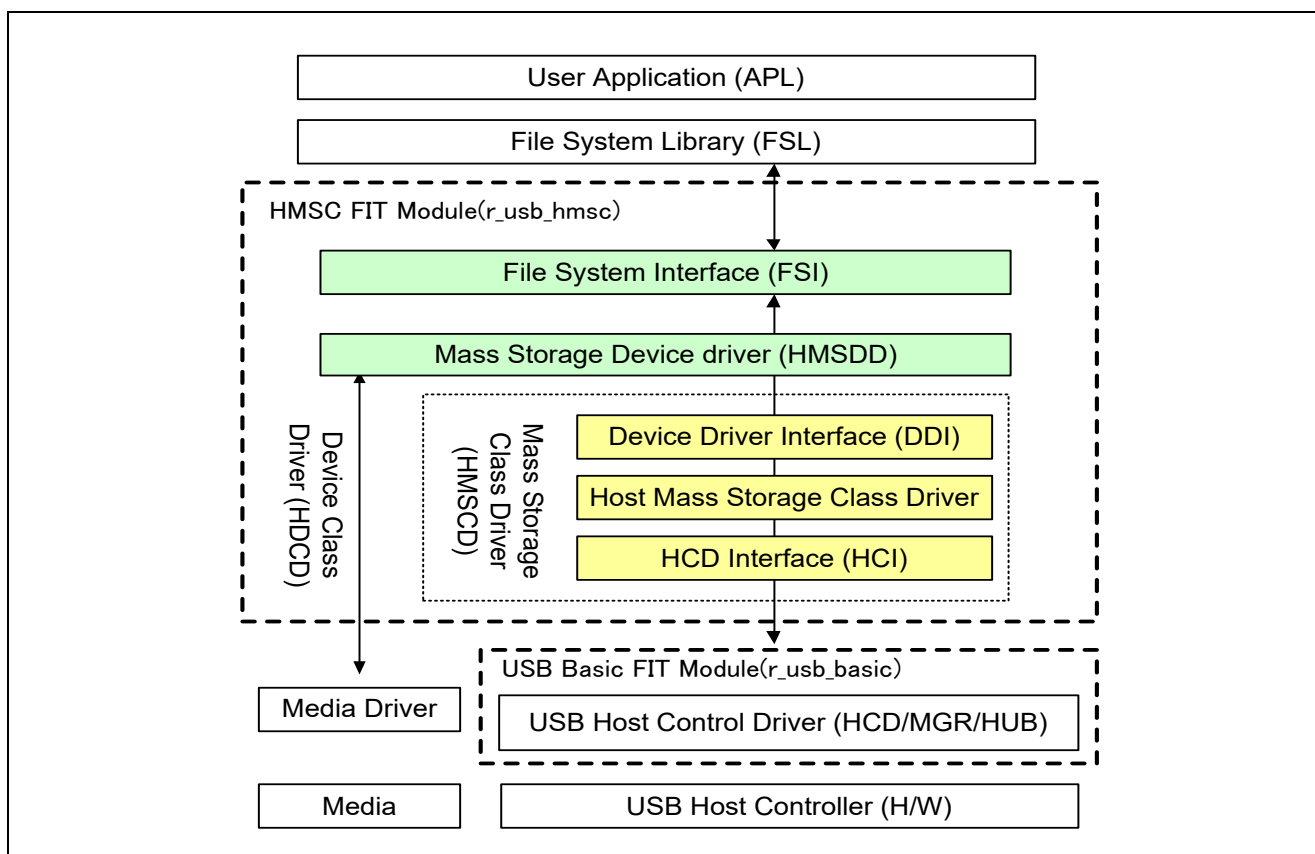 User Application (APL)
File System Library (FSL)
HMSC FIT Module(r_usb_hmsc)
File System Interface (FSI)
Mass Storage Device driver (HMSDD)
Device Class
Driver (HDCD)
Mass Storage
Class Driver
(HMSCD)
Device Driver Interface (DDI)
Host Mass Storage Class Driver
HCD Interface (HCI)
USB Basic FIT Module(r_usb_basic)
Media Driver
USB Host Control Driver (HCD/MGR/HUB)
Media
USB Host Controller (H/W)